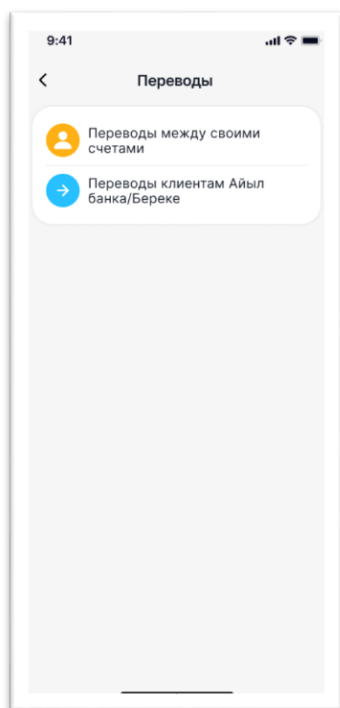 9:41
Переводы
Переводы между своими
счетами
Переводы клиентам Айыл
банка/Береке